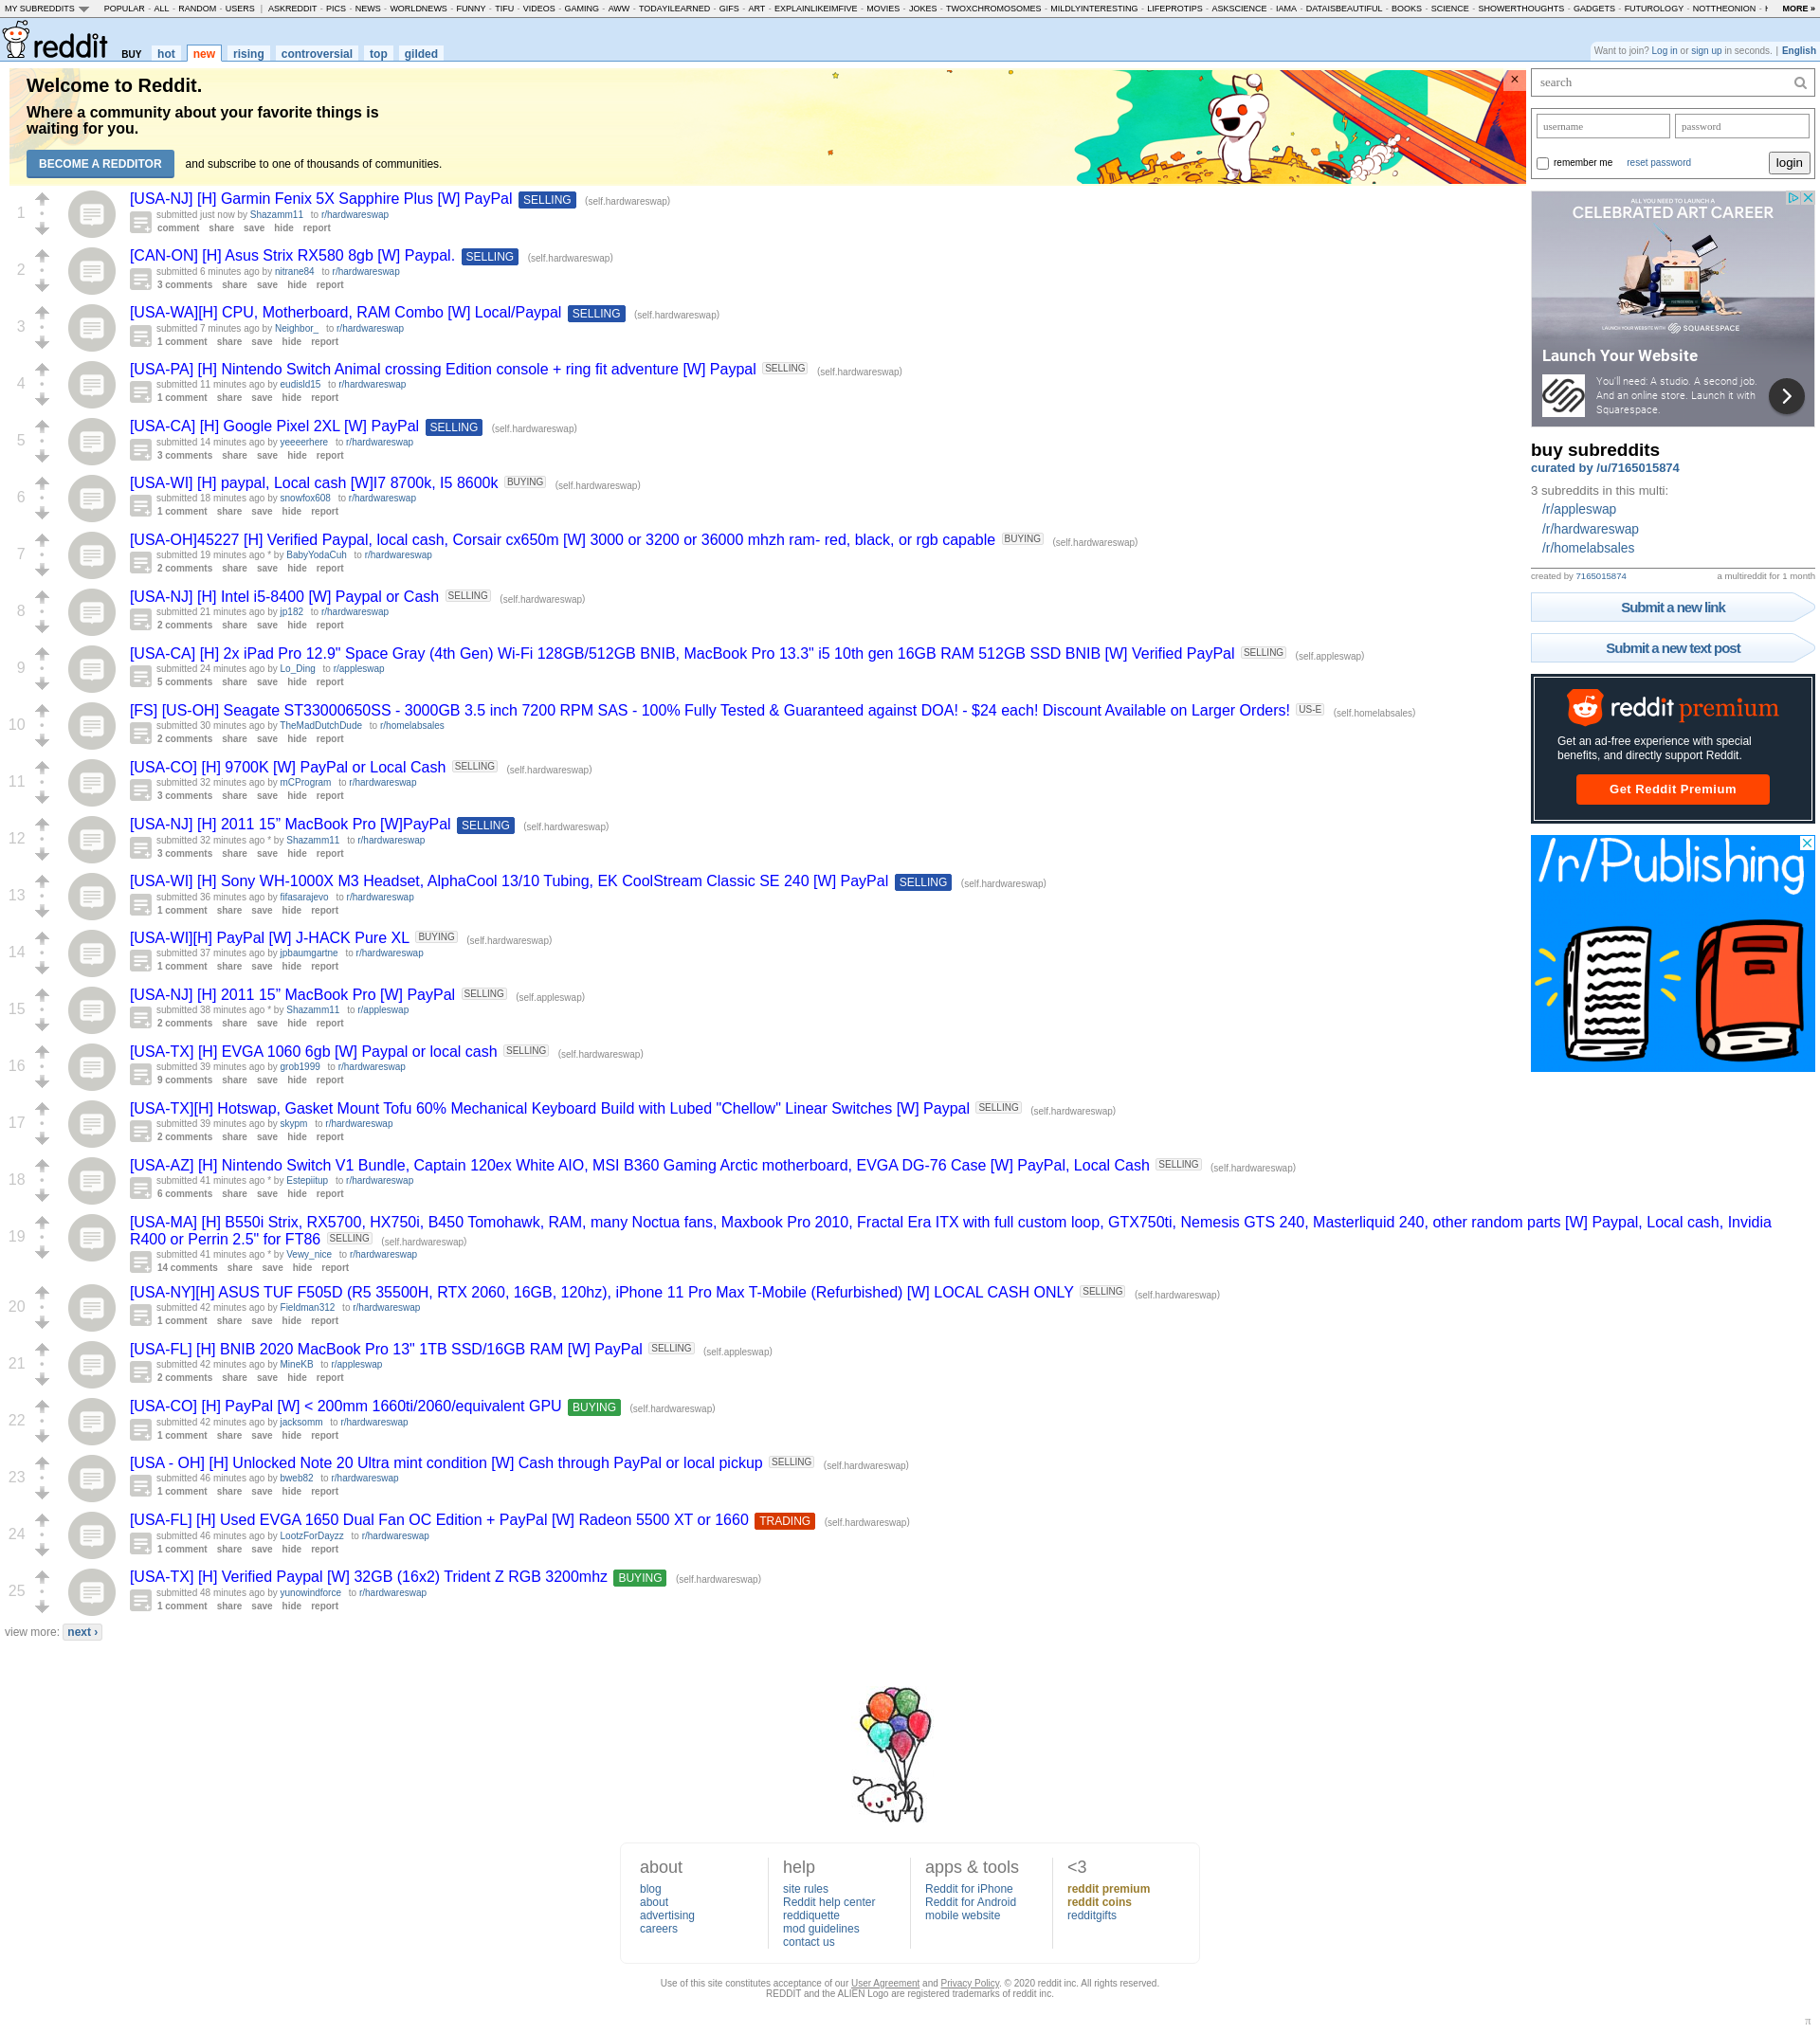 MY SUBREDDITS POPULAR - ALL - RANDOM - USERS | ASKREDDIT - PICS - NEWS - WORLDNEWS - FUNNY - TIFU - VIDEOS - GAMING - AWW - TODAYILEARNED - GIFS - ART - EXPLAINLIKEIMFIVE - MOVIES - JOKES - TWOXCHROMOSOMES - MILDLYINTERESTING - LIFEPROTIPS - ASKSCIENCE - IAMA - DATAISBEAUTIFUL - BOOKS - SCIENCE - SHOWERTHOUGHTS - GADGETS - FUTUROLOGY - NOTTHEONION - MORE »
reddit BUY hot new rising controversial top gilded
Want to join? Log in or sign up in seconds. | English
Welcome to Reddit.
Where a community about your favorite things is
waiting for you.
BECOME A REDDITOR and subscribe to one of thousands of communities.
×
1
[USA-NJ] [H] Garmin Fenix 5X Sapphire Plus [W] PayPal SELLING (self.hardwareswap)
submitted just now by Shazamm11 to r/hardwareswap
comment share save hide report
2
[CAN-ON] [H] Asus Strix RX580 8gb [W] Paypal. SELLING (self.hardwareswap)
submitted 6 minutes ago by nitrane84 to r/hardwareswap
3 comments share save hide report
3
[USA-WA][H] CPU, Motherboard, RAM Combo [W] Local/Paypal SELLING (self.hardwareswap)
submitted 7 minutes ago by Neighbor_ to r/hardwareswap
1 comment share save hide report
4
[USA-PA] [H] Nintendo Switch Animal crossing Edition console + ring fit adventure [W] Paypal SELLING (self.hardwareswap)
submitted 11 minutes ago by eudisld15 to r/hardwareswap
1 comment share save hide report
5
[USA-CA] [H] Google Pixel 2XL [W] PayPal SELLING (self.hardwareswap)
submitted 14 minutes ago by yeeeerhere to r/hardwareswap
3 comments share save hide report
6
[USA-WI] [H] paypal, Local cash [W]I7 8700k, I5 8600k BUYING (self.hardwareswap)
submitted 18 minutes ago by snowfox608 to r/hardwareswap
1 comment share save hide report
7
[USA-OH]45227 [H] Verified Paypal, local cash, Corsair cx650m [W] 3000 or 3200 or 36000 mhzh ram- red, black, or rgb capable BUYING (self.hardwareswap)
submitted 19 minutes ago * by BabyYodaCuh to r/hardwareswap
2 comments share save hide report
8
[USA-NJ] [H] Intel i5-8400 [W] Paypal or Cash SELLING (self.hardwareswap)
submitted 21 minutes ago by jp182 to r/hardwareswap
2 comments share save hide report
9
[USA-CA] [H] 2x iPad Pro 12.9" Space Gray (4th Gen) Wi-Fi 128GB/512GB BNIB, MacBook Pro 13.3" i5 10th gen 16GB RAM 512GB SSD BNIB [W] Verified PayPal SELLING (self.appleswap)
submitted 24 minutes ago by Lo_Ding to r/appleswap
5 comments share save hide report
10
[FS] [US-OH] Seagate ST33000650SS - 3000GB 3.5 inch 7200 RPM SAS - 100% Fully Tested & Guaranteed against DOA! - $24 each! Discount Available on Larger Orders! US-E (self.homelabsales)
submitted 30 minutes ago by TheMadDutchDude to r/homelabsales
2 comments share save hide report
11
[USA-CO] [H] 9700K [W] PayPal or Local Cash SELLING (self.hardwareswap)
submitted 32 minutes ago by mCProgram to r/hardwareswap
3 comments share save hide report
12
[USA-NJ] [H] 2011 15” MacBook Pro [W]PayPal SELLING (self.hardwareswap)
submitted 32 minutes ago * by Shazamm11 to r/hardwareswap
3 comments share save hide report
13
[USA-WI] [H] Sony WH-1000X M3 Headset, AlphaCool 13/10 Tubing, EK CoolStream Classic SE 240 [W] PayPal SELLING (self.hardwareswap)
submitted 36 minutes ago by fifasarajevo to r/hardwareswap
1 comment share save hide report
14
[USA-WI][H] PayPal [W] J-HACK Pure XL BUYING (self.hardwareswap)
submitted 37 minutes ago by jpbaumgartne to r/hardwareswap
1 comment share save hide report
15
[USA-NJ] [H] 2011 15” MacBook Pro [W] PayPal SELLING (self.appleswap)
submitted 38 minutes ago * by Shazamm11 to r/appleswap
2 comments share save hide report
16
[USA-TX] [H] EVGA 1060 6gb [W] Paypal or local cash SELLING (self.hardwareswap)
submitted 39 minutes ago by grob1999 to r/hardwareswap
9 comments share save hide report
17
[USA-TX][H] Hotswap, Gasket Mount Tofu 60% Mechanical Keyboard Build with Lubed "Chellow" Linear Switches [W] Paypal SELLING (self.hardwareswap)
submitted 39 minutes ago by skypm to r/hardwareswap
2 comments share save hide report
18
[USA-AZ] [H] Nintendo Switch V1 Bundle, Captain 120ex White AIO, MSI B360 Gaming Arctic motherboard, EVGA DG-76 Case [W] PayPal, Local Cash SELLING (self.hardwareswap)
submitted 41 minutes ago * by Estepiitup to r/hardwareswap
6 comments share save hide report
19
[USA-MA] [H] B550i Strix, RX5700, HX750i, B450 Tomohawk, RAM, many Noctua fans, Maxbook Pro 2010, Fractal Era ITX with full custom loop, GTX750ti, Nemesis GTS 240, Masterliquid 240, other random parts [W] Paypal, Local cash, Invidia
R400 or Perrin 2.5" for FT86 SELLING (self.hardwareswap)
submitted 41 minutes ago * by Vewy_nice to r/hardwareswap
14 comments share save hide report
20
[USA-NY][H] ASUS TUF F505D (R5 35500H, RTX 2060, 16GB, 120hz), iPhone 11 Pro Max T-Mobile (Refurbished) [W] LOCAL CASH ONLY SELLING (self.hardwareswap)
submitted 42 minutes ago by Fieldman312 to r/hardwareswap
1 comment share save hide report
21
[USA-FL] [H] BNIB 2020 MacBook Pro 13" 1TB SSD/16GB RAM [W] PayPal SELLING (self.appleswap)
submitted 42 minutes ago by MineKB to r/appleswap
2 comments share save hide report
22
[USA-CO] [H] PayPal [W] < 200mm 1660ti/2060/equivalent GPU BUYING (self.hardwareswap)
submitted 42 minutes ago by jacksomm to r/hardwareswap
1 comment share save hide report
23
[USA - OH] [H] Unlocked Note 20 Ultra mint condition [W] Cash through PayPal or local pickup SELLING (self.hardwareswap)
submitted 46 minutes ago by bweb82 to r/hardwareswap
1 comment share save hide report
24
[USA-FL] [H] Used EVGA 1650 Dual Fan OC Edition + PayPal [W] Radeon 5500 XT or 1660 TRADING (self.hardwareswap)
submitted 46 minutes ago by LootzForDayzz to r/hardwareswap
1 comment share save hide report
25
[USA-TX] [H] Verified Paypal [W] 32GB (16x2) Trident Z RGB 3200mhz BUYING (self.hardwareswap)
submitted 48 minutes ago by yunowindforce to r/hardwareswap
1 comment share save hide report
view more: next ›
search
username password
remember me reset password login
ALL YOU NEED TO LAUNCH A
CELEBRATED ART CAREER
LAUNCH YOUR WEBSITE WITH SQUARESPACE
Launch Your Website
You'll need: A studio. A second job.
And an online store. Launch it with
Squarespace.
buy subreddits
curated by /u/7165015874
3 subreddits in this multi:
/r/appleswap
/r/hardwareswap
/r/homelabsales
created by 7165015874 a multireddit for 1 month
Submit a new link
Submit a new text post
reddit premium
Get an ad-free experience with special
benefits, and directly support Reddit.
Get Reddit Premium
/r/Publishing
about
blog
about
advertising
careers
help
site rules
Reddit help center
reddiquette
mod guidelines
contact us
apps & tools
Reddit for iPhone
Reddit for Android
mobile website
<3
reddit premium
reddit coins
redditgifts
Use of this site constitutes acceptance of our User Agreement and Privacy Policy. © 2020 reddit inc. All rights reserved.
REDDIT and the ALIEN Logo are registered trademarks of reddit inc.
π